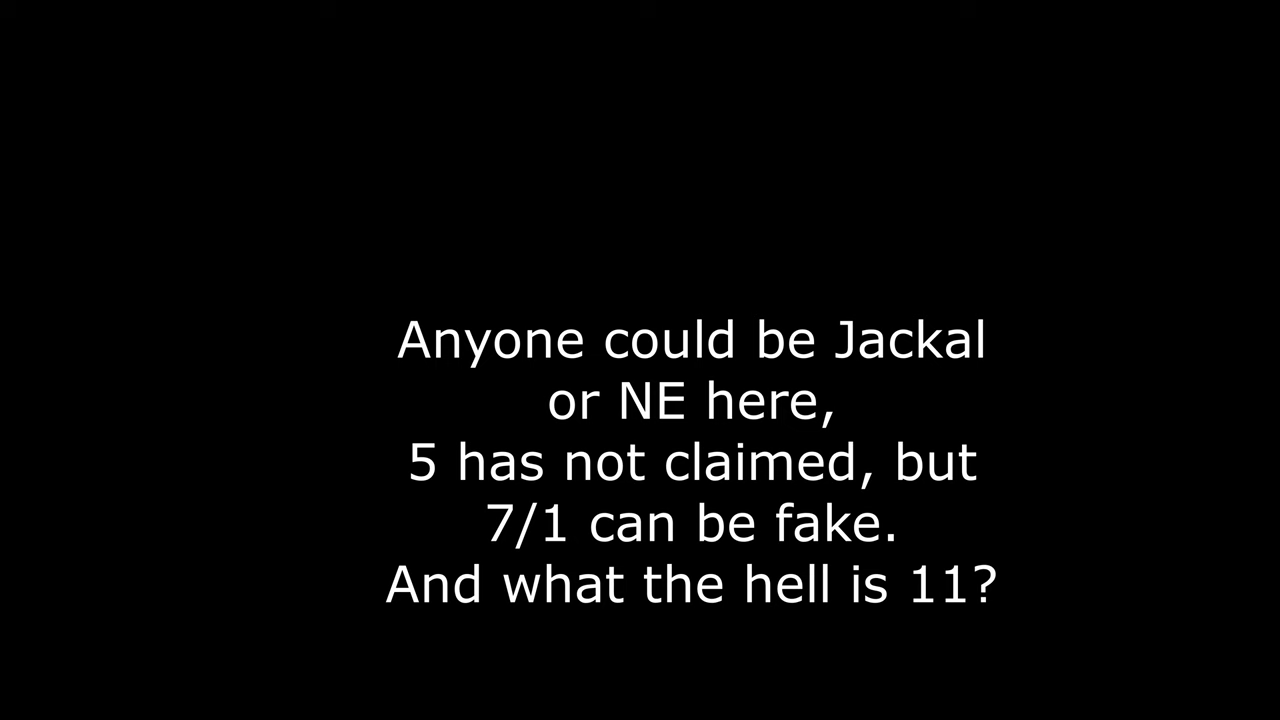 Anyone could be Jackal
or NE here,
5 has not claimed, but
7/1 can be fake.
And what the hell is 11?